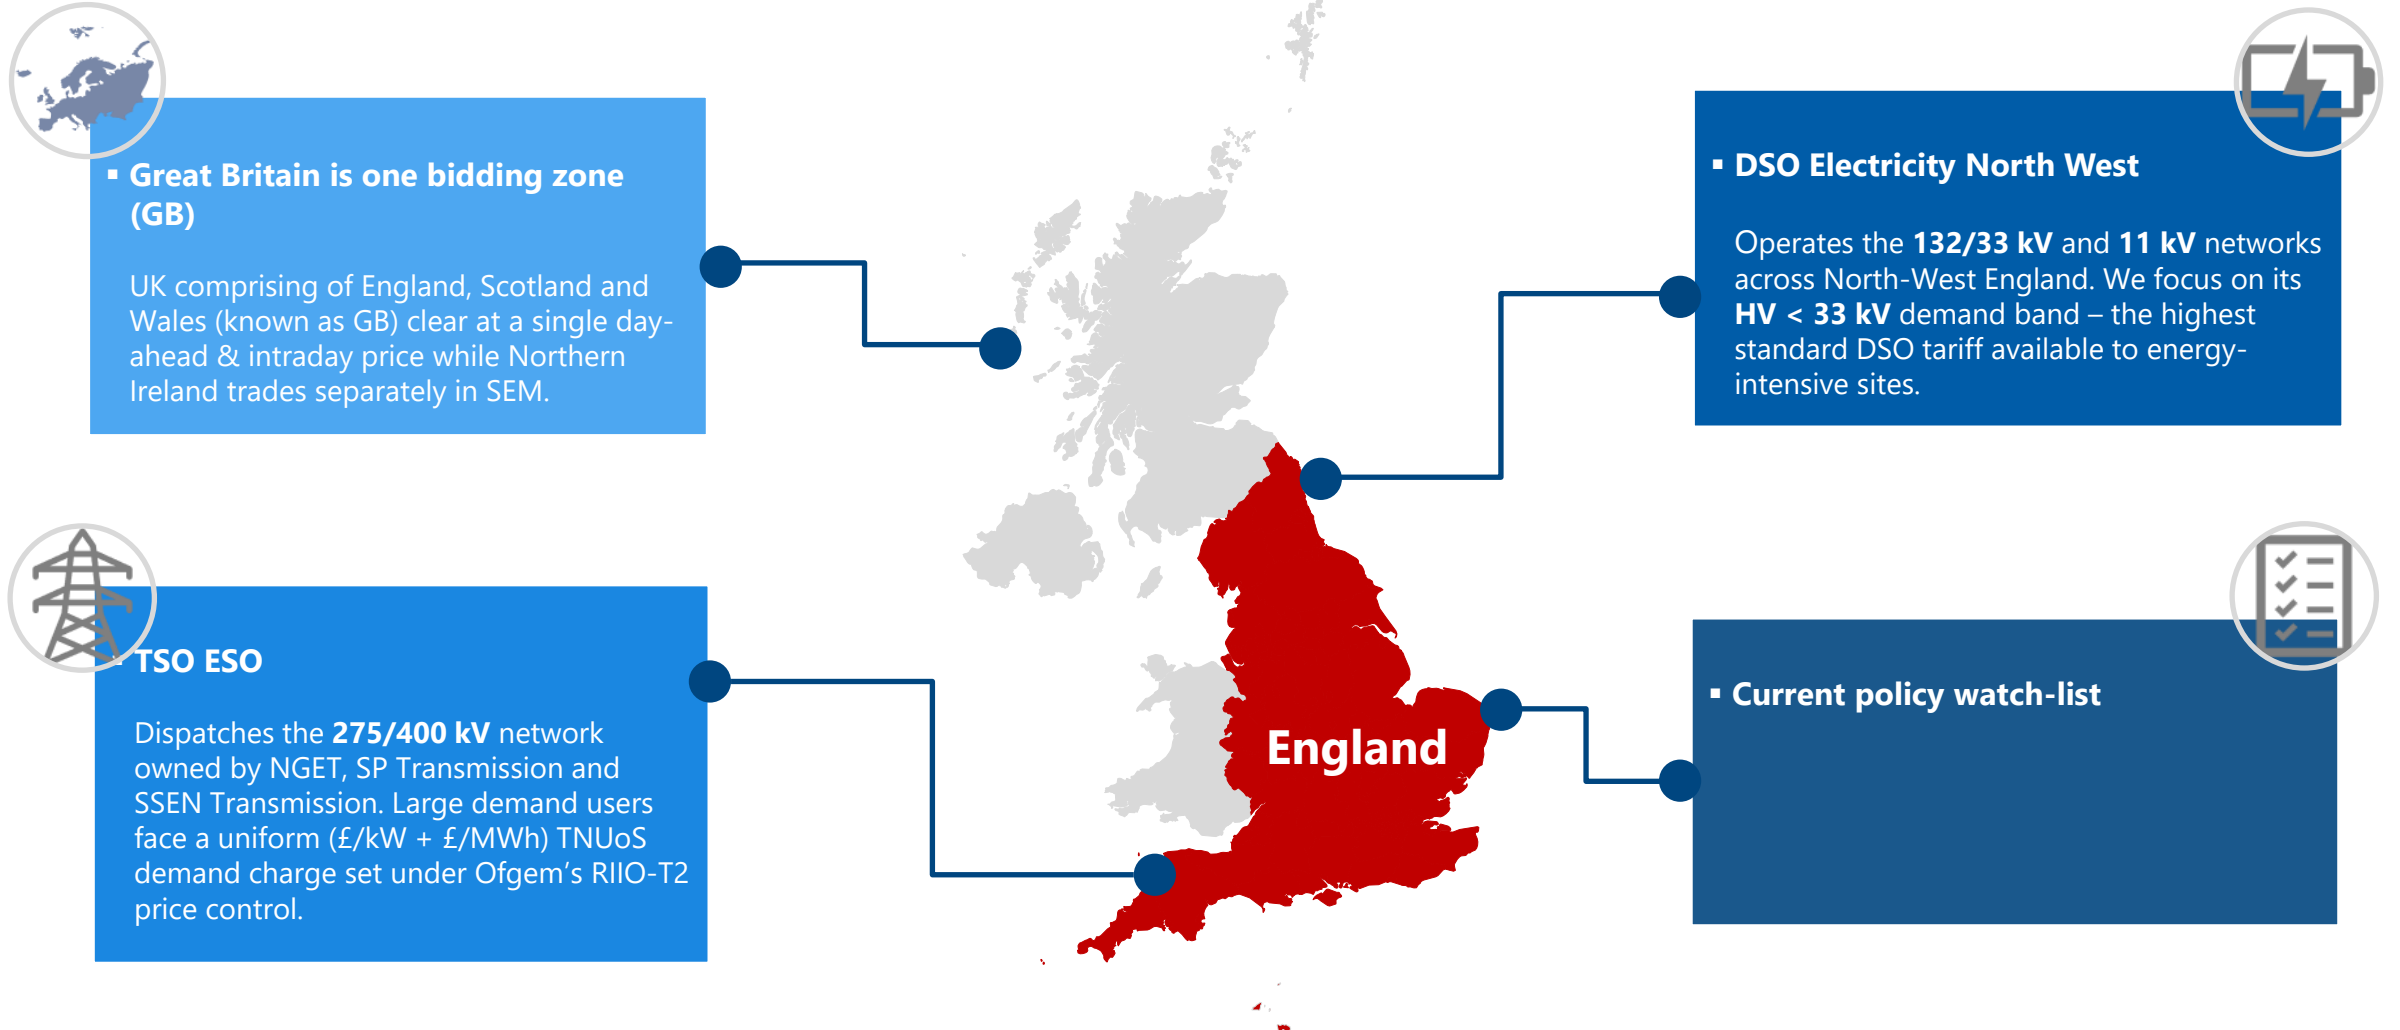 ▪ Great Britain is one bidding zone
(GB)
UK comprising of England, Scotland and
Wales (known as GB) clear at a single day-
ahead & intraday price while Northern
Ireland trades separately in SEM.
▪ DSO Electricity North West
Operates the 132/33 kV and 11 kV networks
across North-West England. We focus on its
HV < 33 kV demand band – the highest
standard DSO tariff available to energy-
intensive sites.
▪ TSO ESO
Dispatches the 275/400 kV network
owned by NGET, SP Transmission and
SSEN Transmission. Large demand users
face a uniform (£/kW + £/MWh) TNUoS
demand charge set under Ofgem’s RIIO-T2
price control.
England
▪ Current policy watch-list